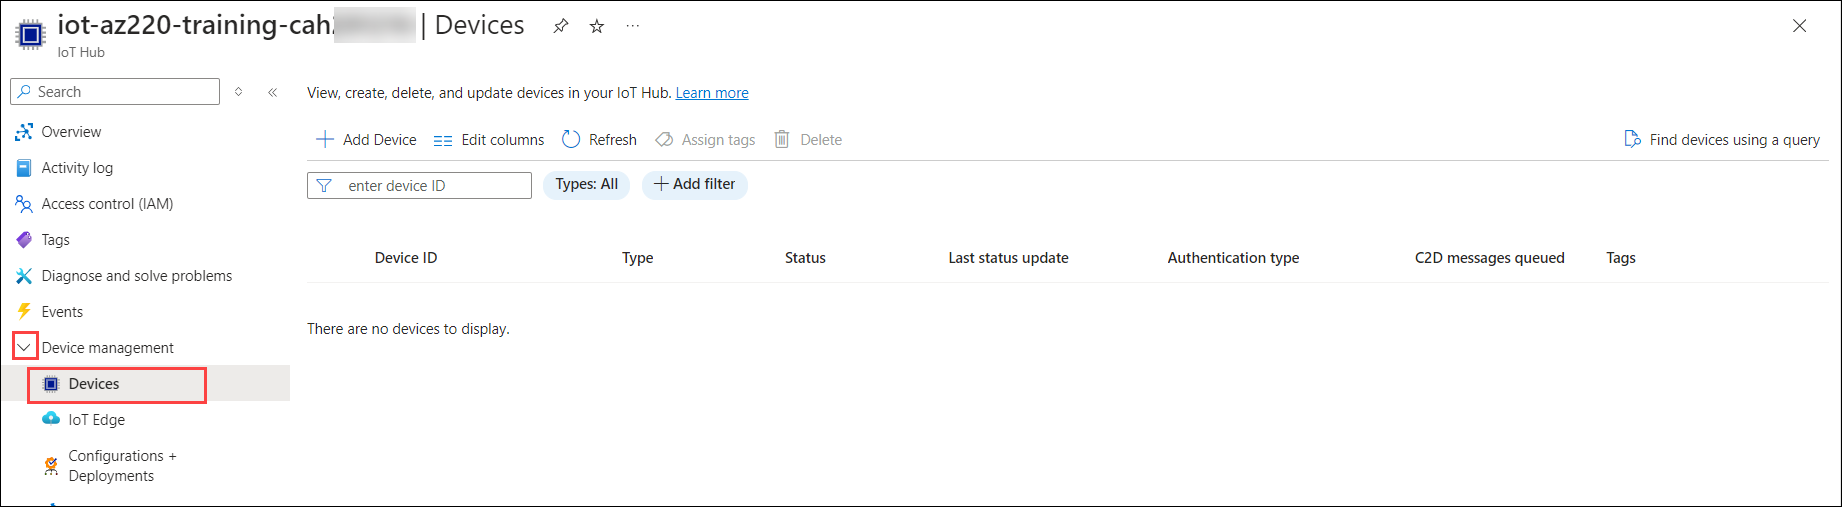 iot-az220-training-cah | Devices
IoT Hub
Search
Overview
Activity log
Access control (IAM)
Tags
Diagnose and solve problems
Events
Device management
Devices
IoT Edge
Configurations +
Deployments
View, create, delete, and update devices in your IoT Hub. Learn more
Add Device Edit columns Refresh Assign tags Delete Find devices using a query
enter device ID Types: All Add filter
Device ID Type Status Last status update Authentication type C2D messages queued Tags
There are no devices to display.